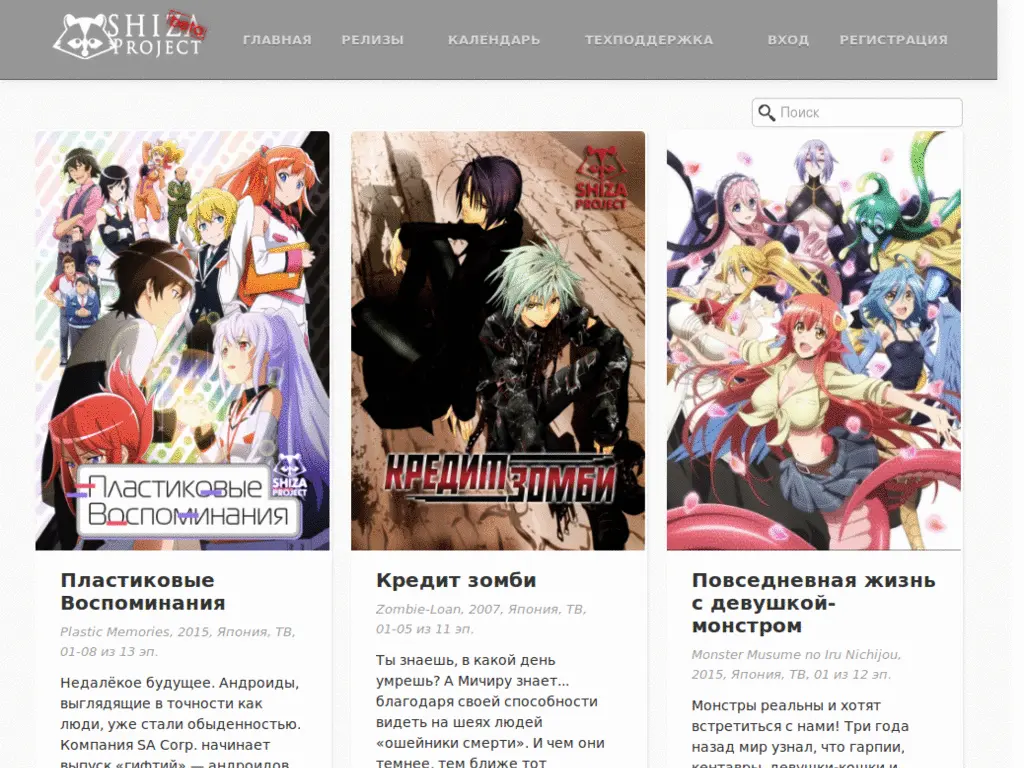 SHIZA
PROJECT
ГЛАВНАЯ
РЕЛИЗЫ
КАЛЕНДАРЬ
ТЕХПОДДЕРЖКА
ВХОД
РЕГИСТРАЦИЯ
Поиск
Пластиковые
Воспоминания
SHIZA
PROJECT
SHIZA
PROJECT
КРЕДИТ ЗОМБИ
Пластиковые
Воспоминания
Plastic Memories, 2015, Япония, ТВ,
01-08 из 13 эп.
Недалёкое будущее. Андроиды,
выглядящие в точности как
люди, уже стали обыденностью.
Компания SA Corp. начинает
выпуск «гифтий» — андроидов
Кредит зомби
Zombie-Loan, 2007, Япония, ТВ,
01-05 из 11 эп.
Ты знаешь, в какой день
умрешь? А Мичиру знает...
благодаря своей способности
видеть на шеях людей
«ошейники смерти». И чем они
темнее, тем ближе тот
Повседневная жизнь
с девушкой-
монстром
Monster Musume no Iru Nichijou,
2015, Япония, ТВ, 01 из 12 эп.
Монстры реальны и хотят
встретиться с нами! Три года
назад мир узнал, что гарпии,
кентавры, девушки-кошки и